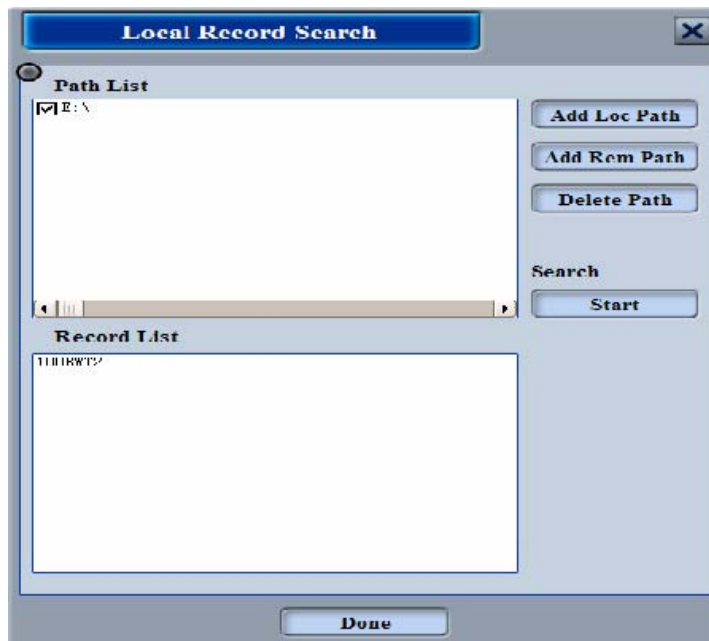 Local Record Search
Path List
E:\
Add Loc Path
Add Rem Path
Delete Path
Search
Start
Record List
Done